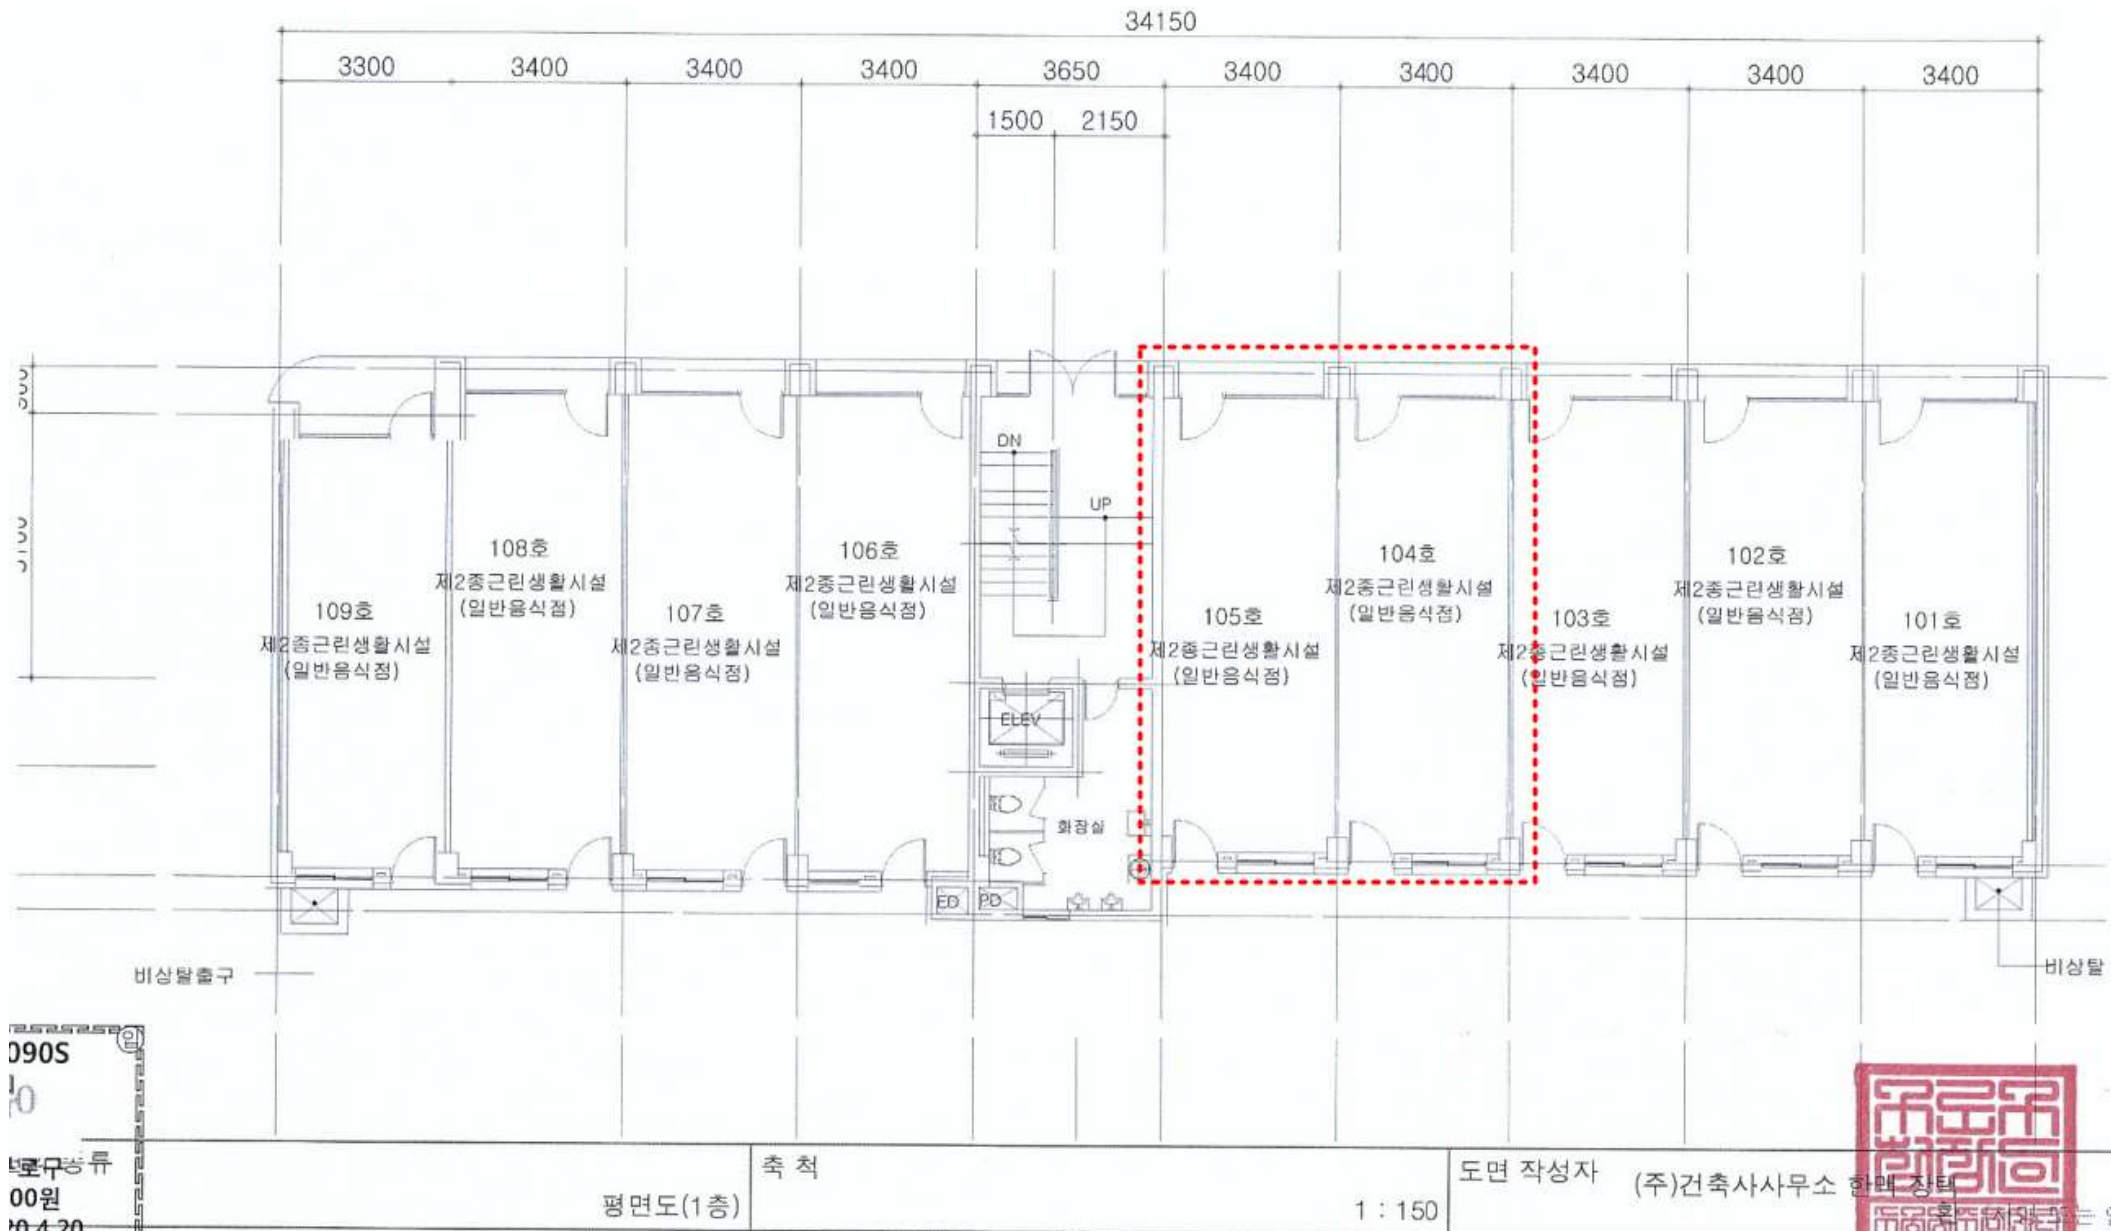 34150
3300 3400 3400 3400 3650 3400 3400 3400 3400 3400
1500 2150
DN
UP
109호
제2종근린생활시설
(일반음식점)
108호
제2종근린생활시설
(일반음식점)
107호
제2종근린생활시설
(일반음식점)
106호
제2종근린생활시설
(일반음식점)
105호
제2종근린생활시설
(일반음식점)
104호
제2종근린생활시설
(일반음식점)
103호
제2종근린생활시설
(일반음식점)
102호
제2종근린생활시설
(일반음식점)
101호
제2종근린생활시설
(일반음식점)
ELEV
화장실
ED PD
비상탈출구
비상탈
090S
로구
00원
류
평면도(1층)
축 척
1 : 150
도면 작성자 (주)건축사사무소 한맥